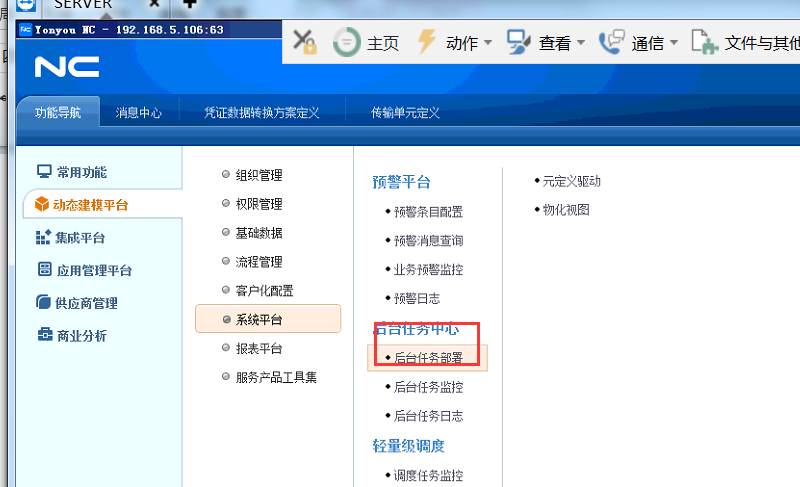 SERVER
Yonyou NC - 192.168.5.106:63
主页
动作
查看
通信
文件与其他
NC
功能导航
消息中心
凭证数据转换方案定义
传输单元定义
常用功能
动态建模平台
集成平台
应用管理平台
供应商管理
商业分析
组织管理
权限管理
基础数据
流程管理
客户化配置
系统平台
报表平台
服务产品工具集
预警平台
预警条目配置
预警消息查询
业务预警监控
预警日志
后台任务中心
后台任务部署
后台任务监控
后台任务日志
轻量级调度
调度任务监控
元定义驱动
物化视图